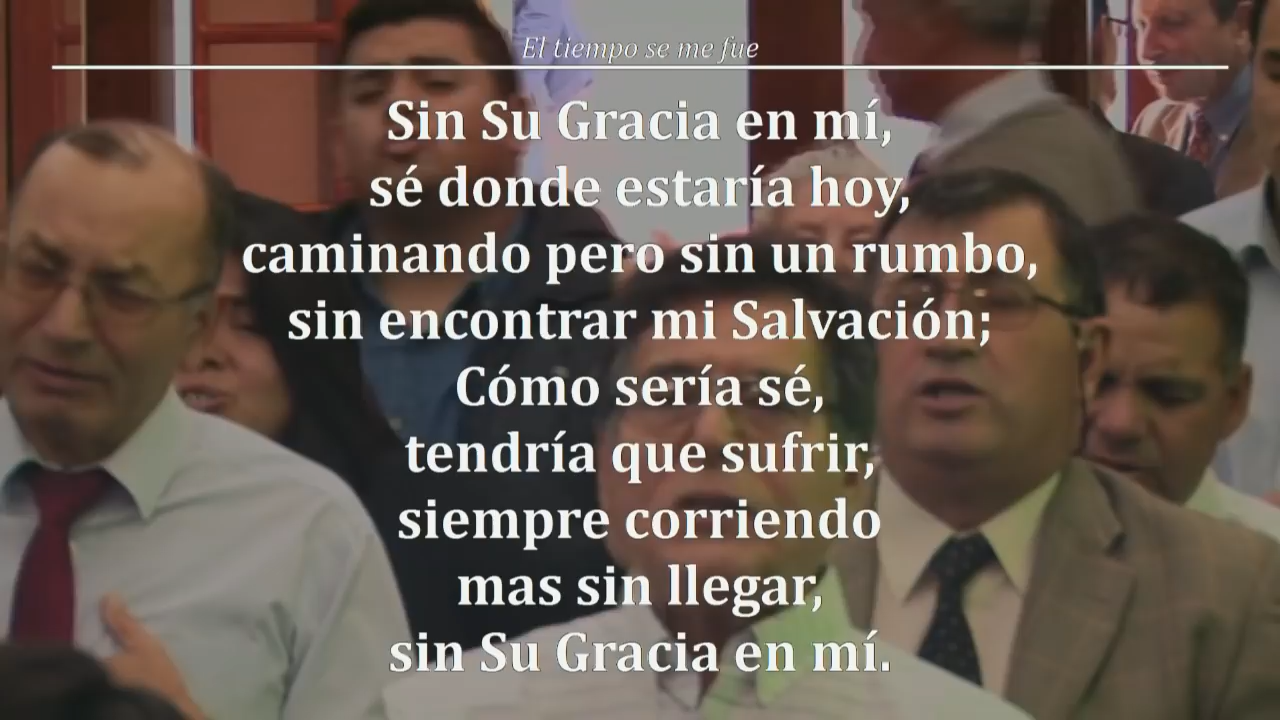 El tiempo se me fue
Sin Su Gracia en mí,
sé donde estaría hoy,
caminando pero sin un rumbo,
sin encontrar mi Salvación;
Cómo sería sé,
tendría que sufrir,
siempre corriendo
mas sin llegar,
sin Su Gracia en mí.